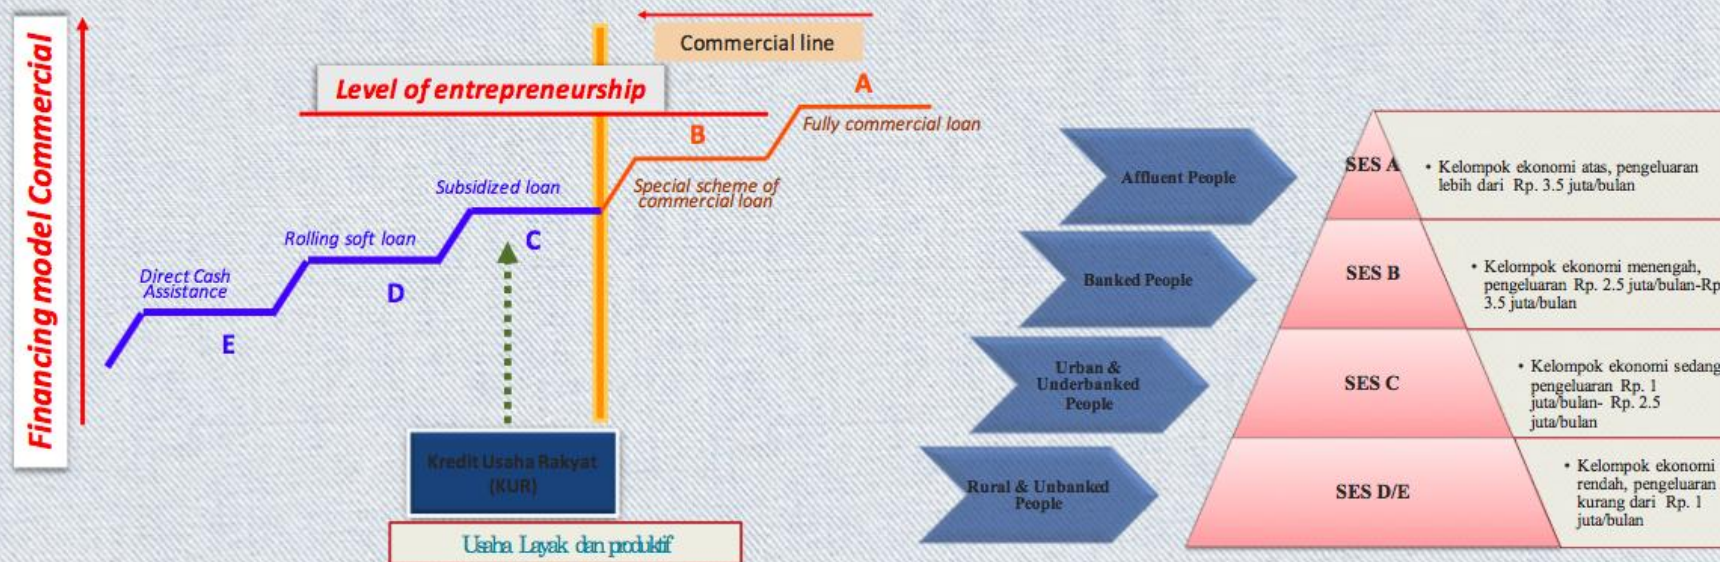 Financing model Commercial
Commercial line
Level of entrepreneurship
A
Fully commercial loan
B
Special scheme of
commercial loan
Subsidized loan
C
Rolling soft loan
D
Direct Cash
Assistance
E
Kredit Usaha Rakyat
(KUR)
Usaha Layak dan produktif
Affluent People
Banked People
Urban &
Underbanked
People
Rural & Unbanked
People
SES A
• Kelompok ekonomi atas, pengeluaran
lebih dari Rp. 3.5 juta/bulan
SES B
• Kelompok ekonomi menengah,
pengeluaran Rp. 2.5 juta/bulan-Rp
3.5 juta/bulan
SES C
• Kelompok ekonomi sedang
pengeluaran Rp. 1
juta/bulan- Rp. 2.5
juta/bulan
SES D/E
• Kelompok ekonomi
rendah, pengeluaran
kurang dari Rp. 1
juta/bulan